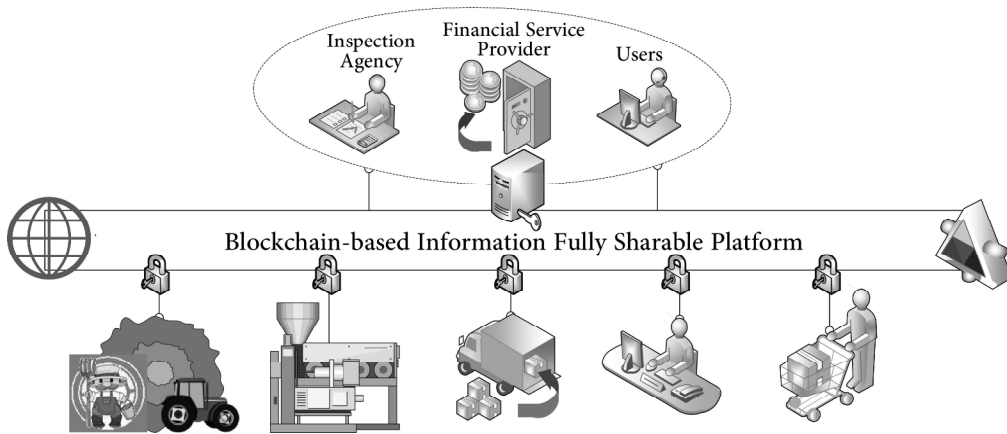 Inspection
Agency
Financial Service
Provider
Users
Blockchain-based Information Fully Sharable Platform